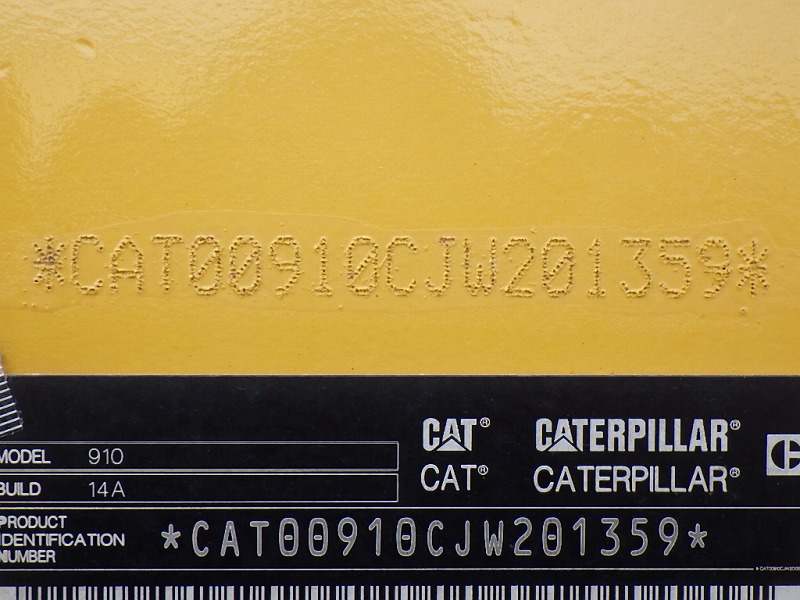 *CAT00910CJW201359*
CAT® CATERPILLAR®
MODEL 910
CAT® CATERPILLAR®
BUILD 14A
PRODUCT
IDENTIFICATION
NUMBER
*CAT00910CJW201359*